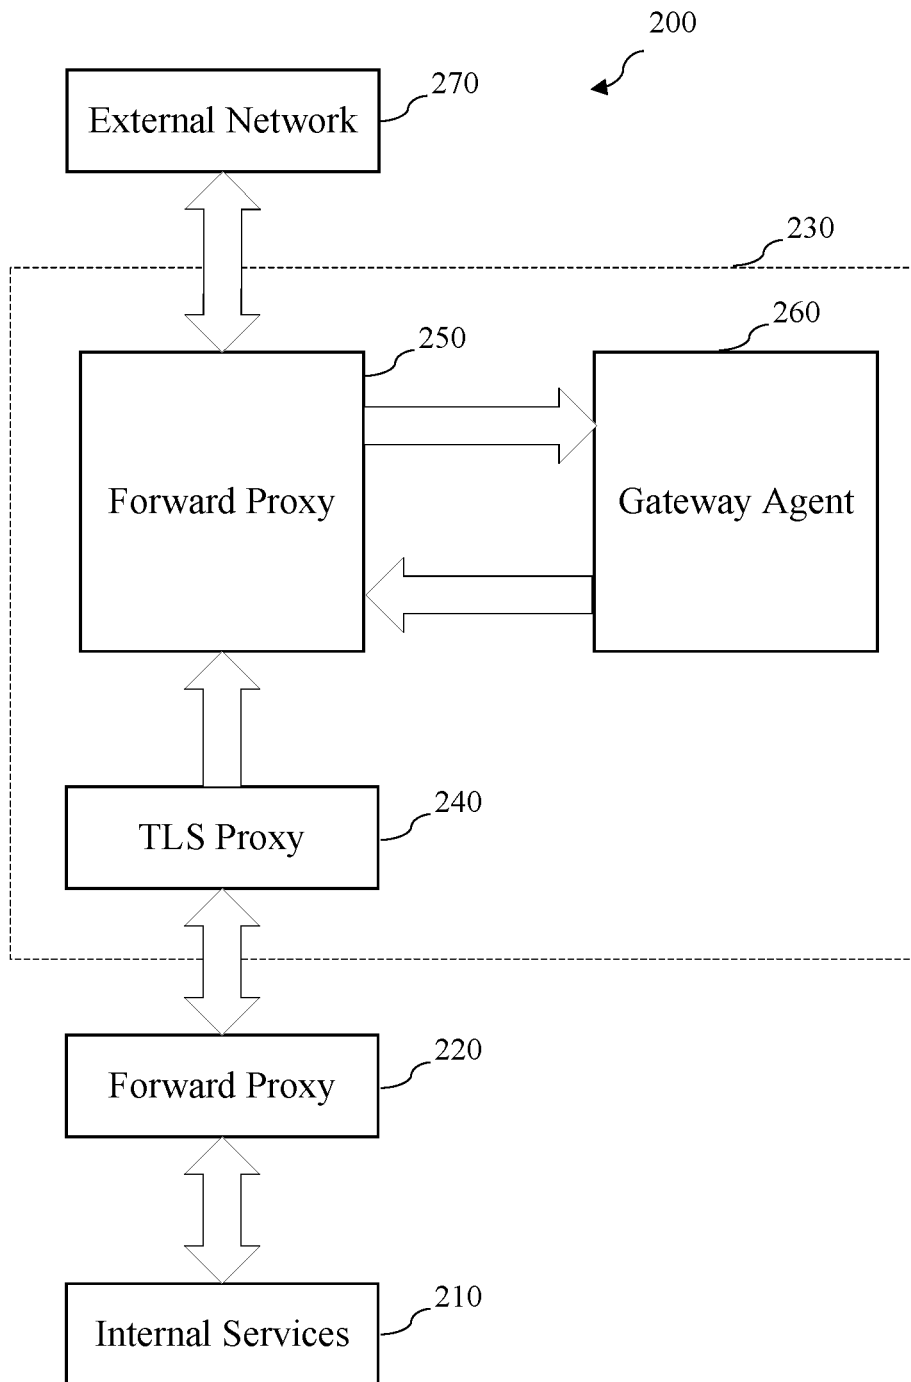 200
270
External Network
230
260
250
Forward Proxy
Gateway Agent
240
TLS Proxy
220
Forward Proxy
210
Internal Services